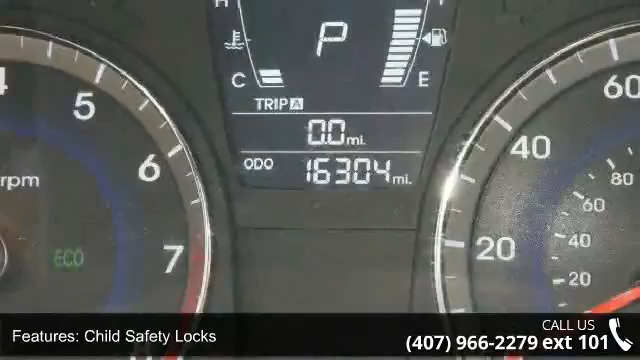 H F
P
C E
TRIP A
0.0 mi.
ODO 16304 mi.
4 5 6 7
rpm
ECO
60 40 20
80 60 40 20
Features: Child Safety Locks
CALL US
(407) 966-2279 ext 101